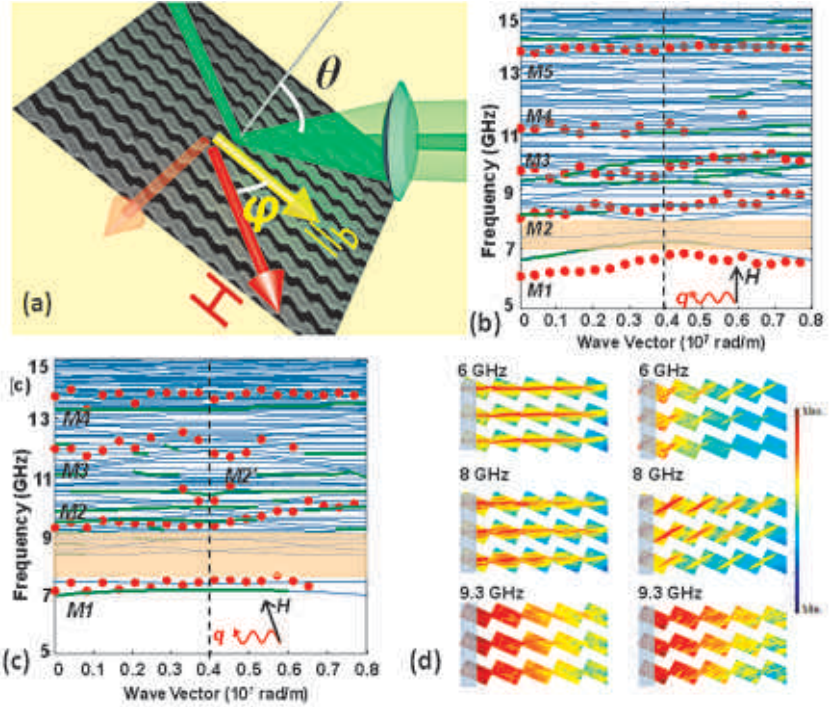 θ
φ
b
H
(a)
15
13
11
9
7
5
Frequency (GHz)
M5
M4
M3
M2
M1
H
q
0 0.1 0.2 0.3 0.4 0.5 0.6 0.7 0.8
Wave Vector (10⁷ rad/m)
(b)
[c)
15
13
11
9
7
5
Frequency (GHz)
M4
M3
M2'
M2
M1
H
q
0 0.1 0.2 0.3 0.4 0.5 0.6 0.7 0.8
Wave Vector (10⁷ rad/m)
(c)
6 GHz 6 GHz
8 GHz 8 GHz
9.3 GHz 9.3 GHz
Max.
Min.
(d)